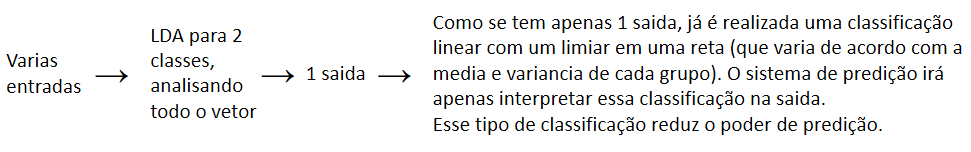 Varias
entradas
LDA para 2
classes,
analisando
todo o vetor
1 saida
Como se tem apenas 1 saida, já é realizada uma classificação
linear com um limiar em uma reta (que varia de acordo com a
media e variancia de cada grupo). O sistema de predição irá
apenas interpretar essa classificação na saida.
Esse tipo de classificação reduz o poder de predição.